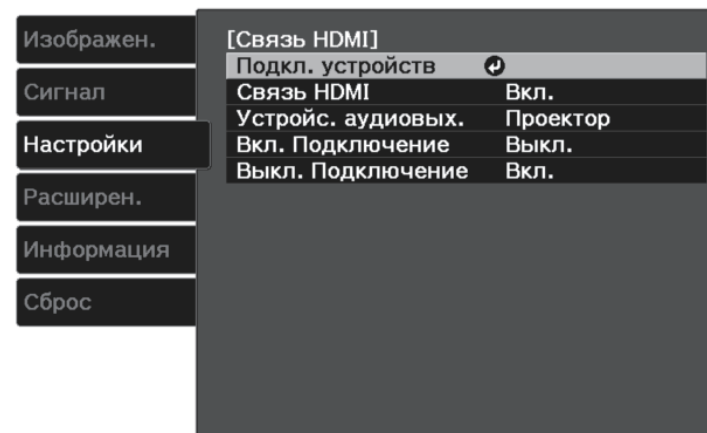 Изображен.
Сигнал
Настройки
Расширен.
Информация
Сброс
[Связь HDMI]
Подкл. устройств
Связь HDMI Вкл.
Устройс. аудиовых. Проектор
Вкл. Подключение Выкл.
Выкл. Подключение Вкл.